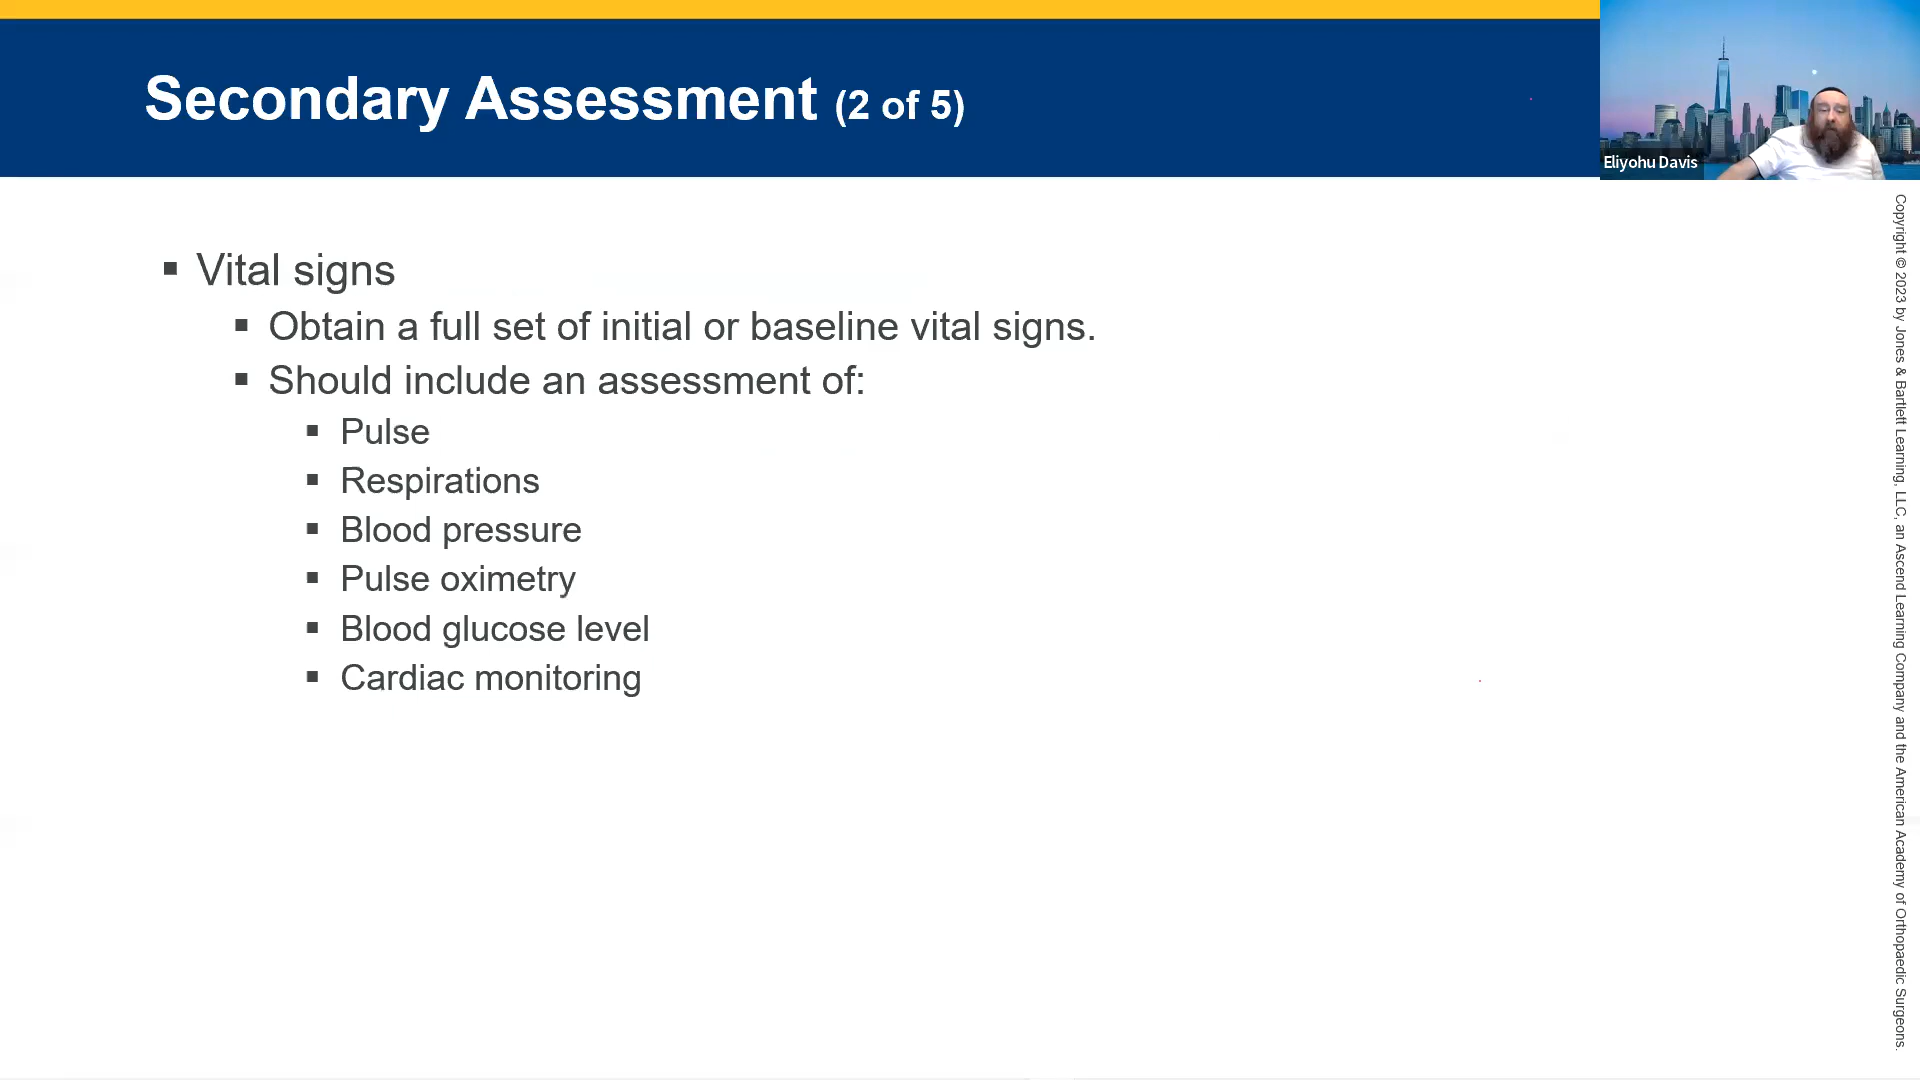 Secondary Assessment (2 of 5)
Eliyohu Davis
▪ Vital signs
▪ Obtain a full set of initial or baseline vital signs.
▪ Should include an assessment of:
▪ Pulse
▪ Respirations
▪ Blood pressure
▪ Pulse oximetry
▪ Blood glucose level
▪ Cardiac monitoring
Copyright © 2023 by Jones & Bartlett Learning, LLC, an Ascend Learning Company and the American Academy of Orthopaedic Surgeons.